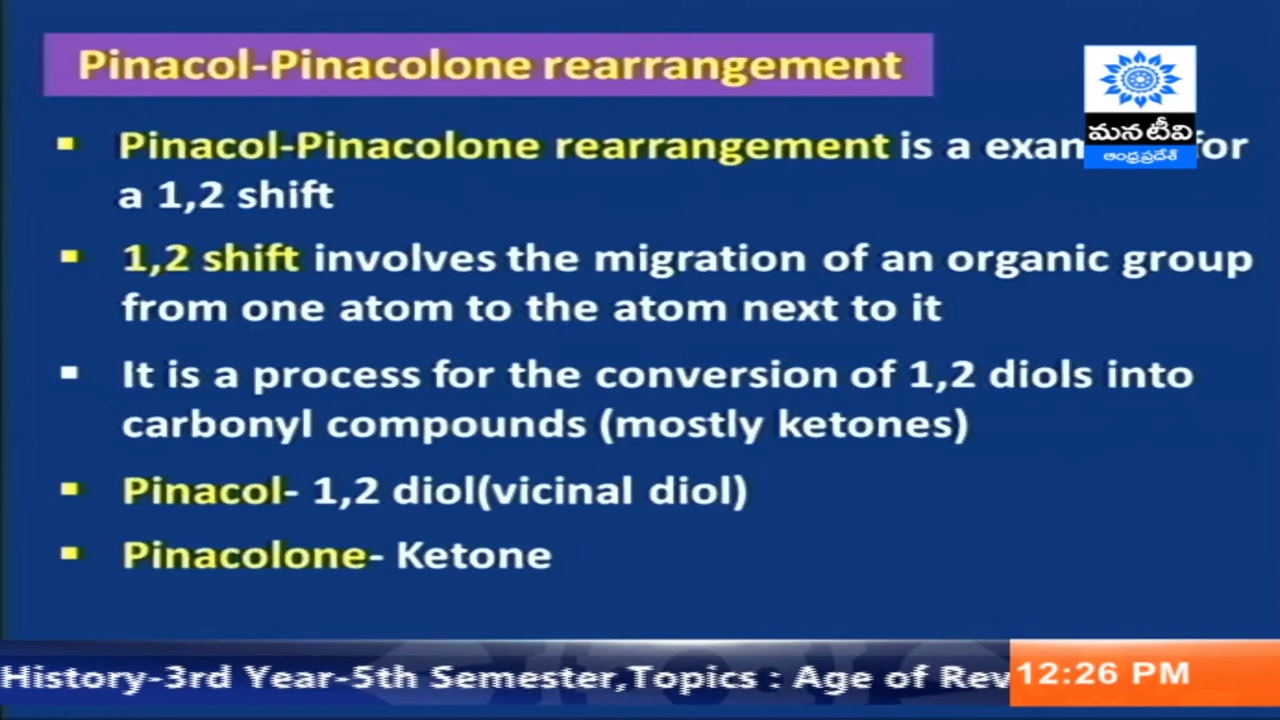 Pinacol-Pinacolone rearrangement
▪ Pinacol-Pinacolone rearrangement is a exam for
a 1,2 shift
▪ 1,2 shift involves the migration of an organic group
from one atom to the atom next to it
▪ It is a process for the conversion of 1,2 diols into
carbonyl compounds (mostly ketones)
▪ Pinacol- 1,2 diol(vicinal diol)
▪ Pinacolone- Ketone
మన టీవి
ఆంధ్రప్రదేశ్
History-3rd Year-5th Semester,Topics : Age of Rev
12:26 PM